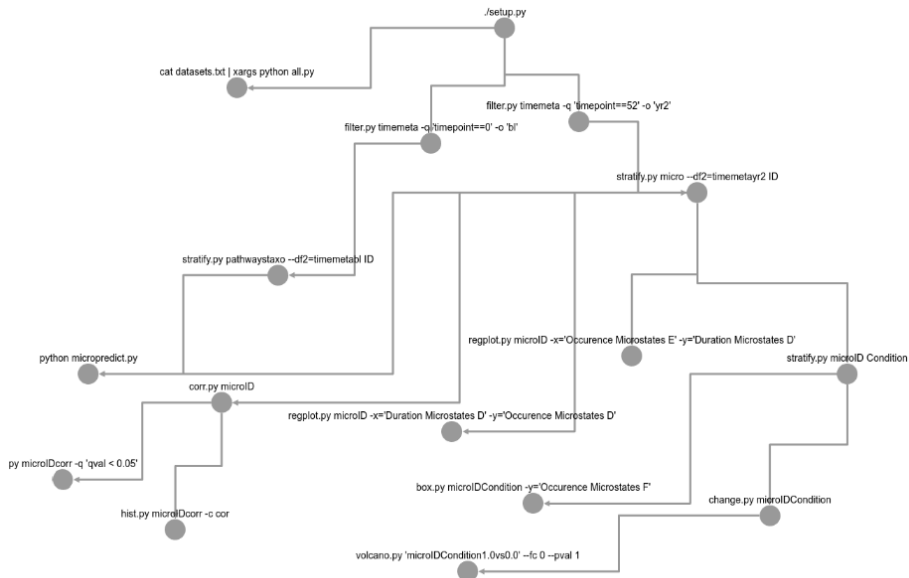 ./setup.py
cat datasets.txt | xargs python all.py
filter.py timemeta -q 'timepoint==52' -o 'yr2'
filter.py timemeta -q 'timepoint==0' -o 'bl'
stratify.py micro --df2=timemetayr2 ID
stratify.py pathwaystaxo --df2=timemetabl ID
regplot.py microID -x='Occurence Microstates E' -y='Duration Microstates D'
python micropredict.py
stratify.py microID Condition
corr.py microID
regplot.py microID -x='Duration Microstates D' -y='Occurence Microstates D'
py microIDcorr -q 'qval < 0.05'
box.py microIDCondition -y='Occurence Microstates F'
change.py microIDCondition
hist.py microIDcorr -c cor
volcano.py 'microIDCondition1.0vs0.0' --fc 0 --pval 1